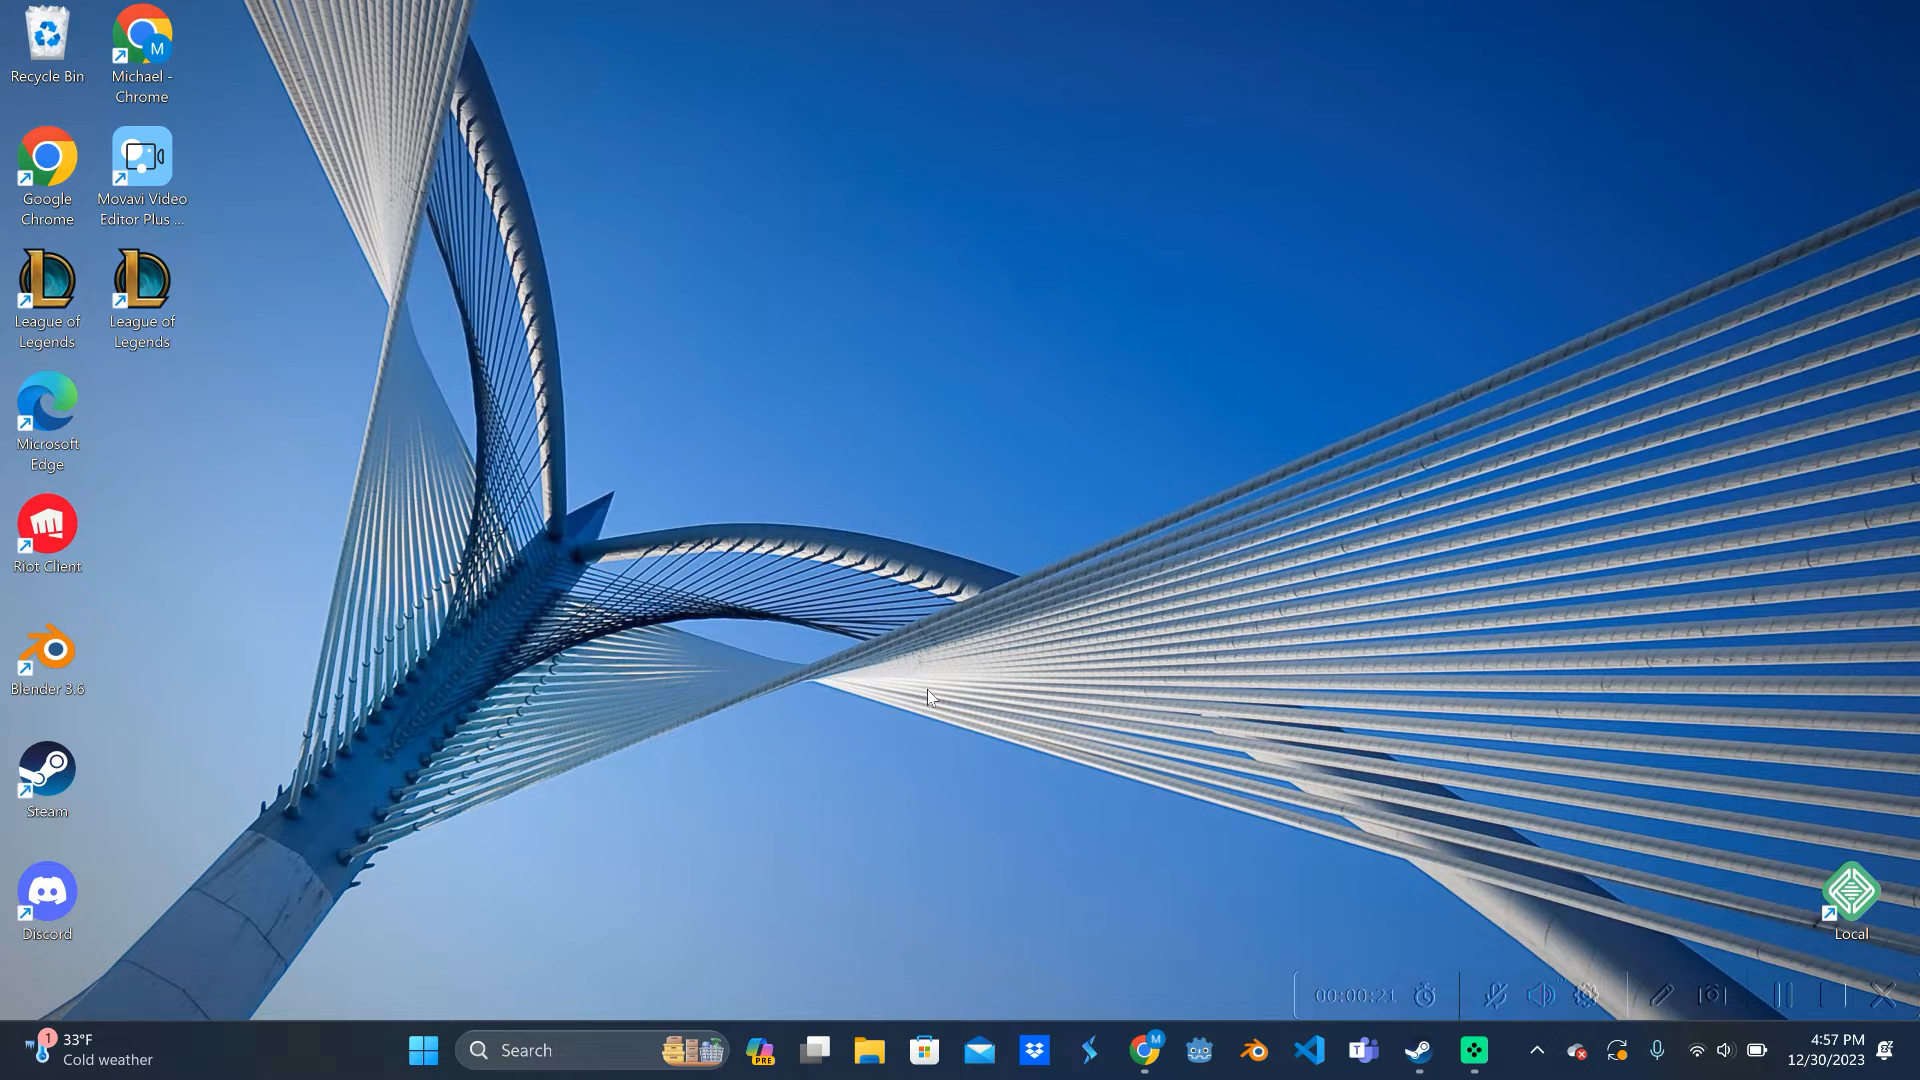 Recycle Bin
Michael -
Chrome
Google
Chrome
Movavi Video
Editor Plus ...
League of
Legends
League of
Legends
Microsoft
Edge
Riot Client
Blender 3.6
Steam
Discord
Local
00:00:21
1
33°F
Cold weather
Search
PRE
M
4:57 PM
12/30/2023